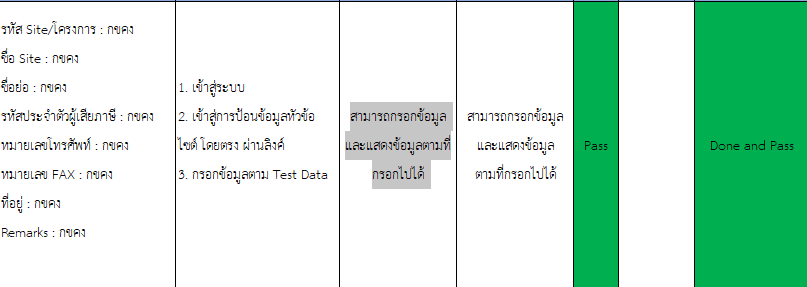 รหัส Site/โครงการ : กขคง
ชื่อ Site : กขคง
ชื่อย่อ : กขคง
รหัสประจำตัวผู้เสียภาษี : กขคง
หมายเลขโทรศัพท์ : กขคง
หมายเลข FAX : กขคง
ที่อยู่ : กขคง
Remarks : กขคง
1. เข้าสู่ระบบ
2. เข้าสู่การป้อนข้อมูลหัวข้อ
ไซต์ โดยตรง ผ่านลิงค์
3. กรอกข้อมูลตาม Test Data
สามารถกรอกข้อมูล
และแสดงข้อมูลตามที่
กรอกไปได้
สามารถกรอกข้อมูล
และแสดงข้อมูล
ตามที่กรอกไปได้
Pass
Done and Pass